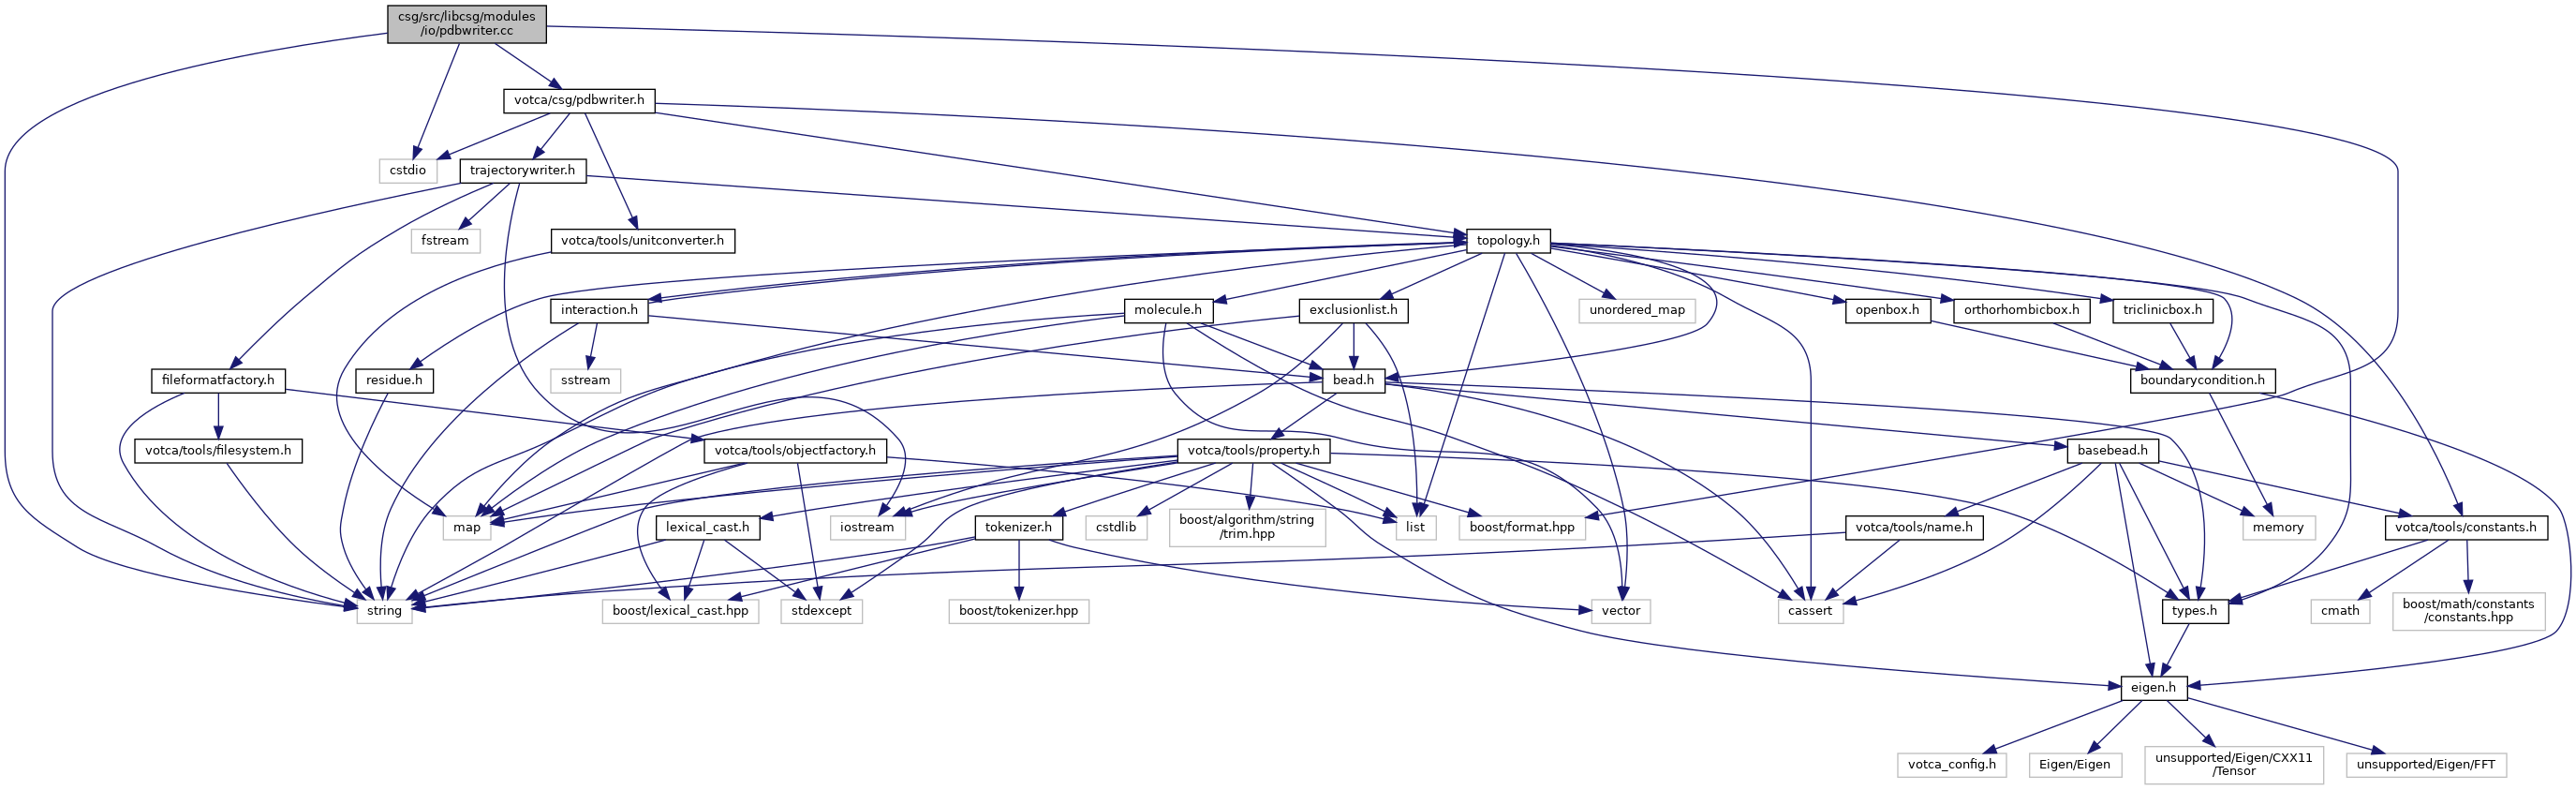 csg/src/libcsg/modules
/io/pdbwriter.cc
votca/csg/pdbwriter.h
cstdio
trajectorywriter.h
fstream
votca/tools/unitconverter.h
topology.h
interaction.h
molecule.h
exclusionlist.h
unordered_map
openbox.h
orthorhombicbox.h
triclinicbox.h
fileformatfactory.h
residue.h
sstream
bead.h
boundarycondition.h
votca/tools/filesystem.h
votca/tools/objectfactory.h
votca/tools/property.h
basebead.h
map
lexical_cast.h
iostream
tokenizer.h
cstdlib
boost/algorithm/string
/trim.hpp
list
boost/format.hpp
votca/tools/name.h
memory
votca/tools/constants.h
string
boost/lexical_cast.hpp
stdexcept
boost/tokenizer.hpp
vector
cassert
types.h
cmath
boost/math/constants
/constants.hpp
eigen.h
votca_config.h
Eigen/Eigen
unsupported/Eigen/CXX11
/Tensor
unsupported/Eigen/FFT